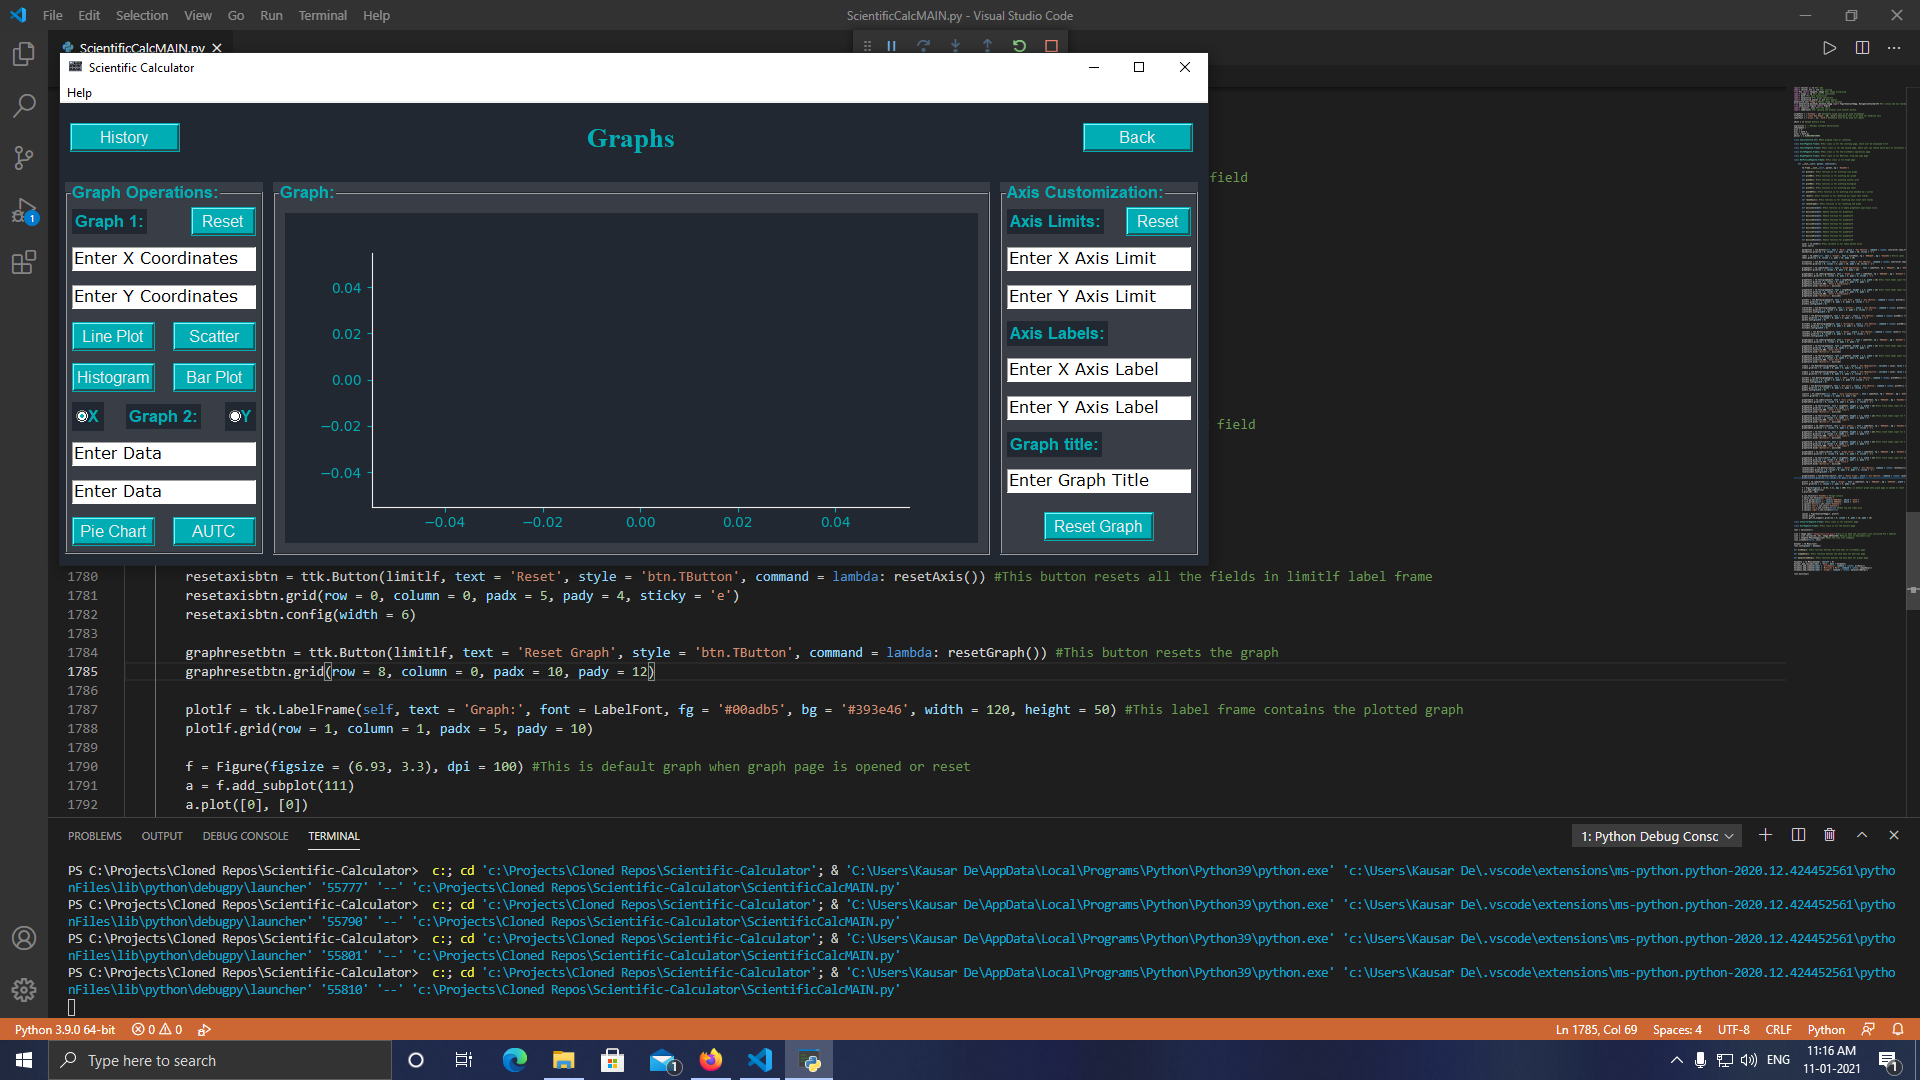 File Edit Selection View Go Run Terminal Help
ScientificCalcMAIN.py - Visual Studio Code
ScientificCalcMAIN.py
Scientific Calculator
Help
History
Graphs
Back
Graph Operations:
Graph 1:
Reset
Enter X Coordinates
Enter Y Coordinates
Line Plot
Scatter
Histogram
Bar Plot
X
Graph 2:
Y
Enter Data
Enter Data
Pie Chart
AUTC
Graph:
0.04
0.02
0.00
−0.02
−0.04
−0.04 −0.02 0.00 0.02 0.04
Axis Customization:
Axis Limits:
Reset
Enter X Axis Limit
Enter Y Axis Limit
Axis Labels:
Enter X Axis Label
Enter Y Axis Label
Graph title:
Enter Graph Title
Reset Graph
field
field
1780 resetaxisbtn = ttk.Button(limitlf, text = 'Reset', style = 'btn.TButton', command = lambda: resetAxis()) #This button resets all the fields in limitlf label frame
1781 resetaxisbtn.grid(row = 0, column = 0, padx = 5, pady = 4, sticky = 'e')
1782 resetaxisbtn.config(width = 6)
1783
1784 graphresetbtn = ttk.Button(limitlf, text = 'Reset Graph', style = 'btn.TButton', command = lambda: resetGraph()) #This button resets the graph
1785 graphresetbtn.grid(row = 8, column = 0, padx = 10, pady = 12)
1786
1787 plotlf = tk.LabelFrame(self, text = 'Graph:', font = LabelFont, fg = '#00adb5', bg = '#393e46', width = 120, height = 50) #This label frame contains the plotted graph
1788 plotlf.grid(row = 1, column = 1, padx = 5, pady = 10)
1789
1790 f = Figure(figsize = (6.93, 3.3), dpi = 100) #This is default graph when graph page is opened or reset
1791 a = f.add_subplot(111)
1792 a.plot([0], [0])
PROBLEMS OUTPUT DEBUG CONSOLE TERMINAL
1: Python Debug Consc
PS C:\Projects\Cloned Repos\Scientific-Calculator> c:; cd 'c:\Projects\Cloned Repos\Scientific-Calculator'; & 'C:\Users\Kausar De\AppData\Local\Programs\Python\Python39\python.exe' 'c:\Users\Kausar De\.vscode\extensions\ms-python.python-2020.12.424452561\pytho
nFiles\lib\python\debugpy\launcher' '55777' '--' 'c:\Projects\Cloned Repos\Scientific-Calculator\ScientificCalcMAIN.py'
PS C:\Projects\Cloned Repos\Scientific-Calculator> c:; cd 'c:\Projects\Cloned Repos\Scientific-Calculator'; & 'C:\Users\Kausar De\AppData\Local\Programs\Python\Python39\python.exe' 'c:\Users\Kausar De\.vscode\extensions\ms-python.python-2020.12.424452561\pytho
nFiles\lib\python\debugpy\launcher' '55790' '--' 'c:\Projects\Cloned Repos\Scientific-Calculator\ScientificCalcMAIN.py'
PS C:\Projects\Cloned Repos\Scientific-Calculator> c:; cd 'c:\Projects\Cloned Repos\Scientific-Calculator'; & 'C:\Users\Kausar De\AppData\Local\Programs\Python\Python39\python.exe' 'c:\Users\Kausar De\.vscode\extensions\ms-python.python-2020.12.424452561\pytho
nFiles\lib\python\debugpy\launcher' '55801' '--' 'c:\Projects\Cloned Repos\Scientific-Calculator\ScientificCalcMAIN.py'
PS C:\Projects\Cloned Repos\Scientific-Calculator> c:; cd 'c:\Projects\Cloned Repos\Scientific-Calculator'; & 'C:\Users\Kausar De\AppData\Local\Programs\Python\Python39\python.exe' 'c:\Users\Kausar De\.vscode\extensions\ms-python.python-2020.12.424452561\pytho
nFiles\lib\python\debugpy\launcher' '55810' '--' 'c:\Projects\Cloned Repos\Scientific-Calculator\ScientificCalcMAIN.py'
Python 3.9.0 64-bit 0 0 Ln 1785, Col 69 Spaces: 4 UTF-8 CRLF Python
Type here to search
1
1
ENG
11:16 AM
11-01-2021
1